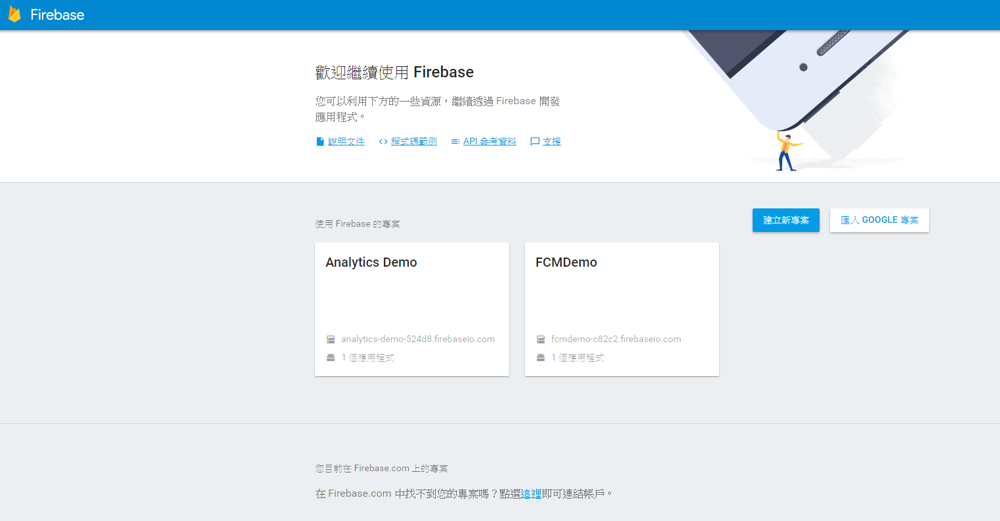 Firebase
歡迎繼續使用 Firebase
您可以利用下方的一些資源，繼續透過 Firebase 開發
應用程式。
說明文件 程式碼範例 API 參考資料 支援
建立新專案 匯入 GOOGLE 專案
使用 Firebase 的專案
Analytics Demo
analytics-demo-524d8.firebaseio.com
1 個應用程式
FCMDemo
fcmdemo-c82c2.firebaseio.com
1 個應用程式
您目前在 Firebase.com 上的專案
在 Firebase.com 中找不到您的專案嗎？點選這裡即可連結帳戶。